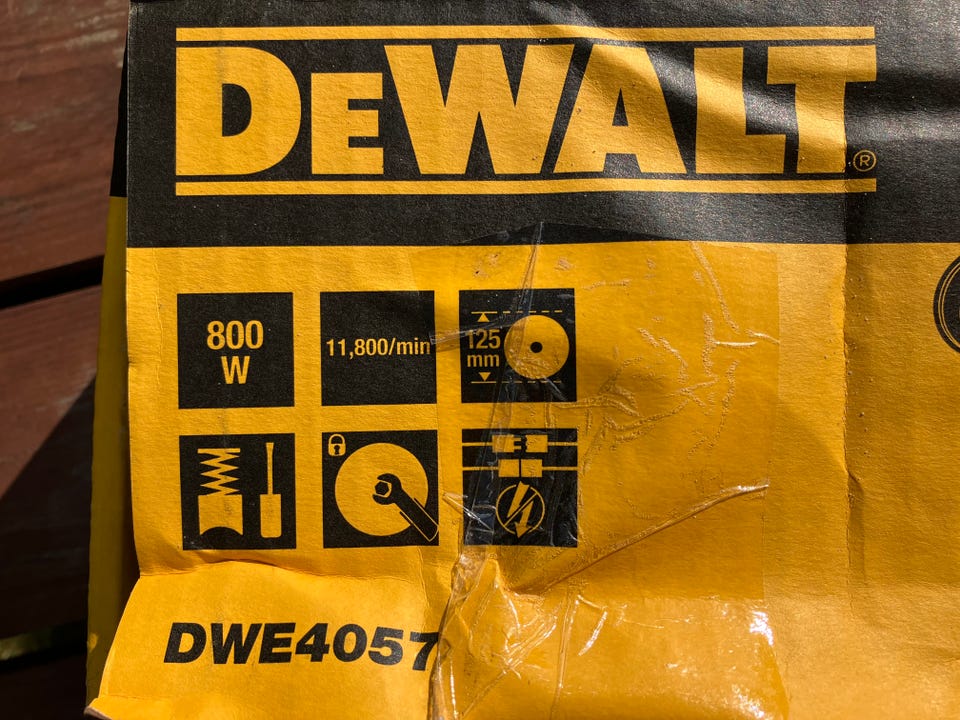 DEWALT®
800
W
11,800/min
125
mm
DWE4057